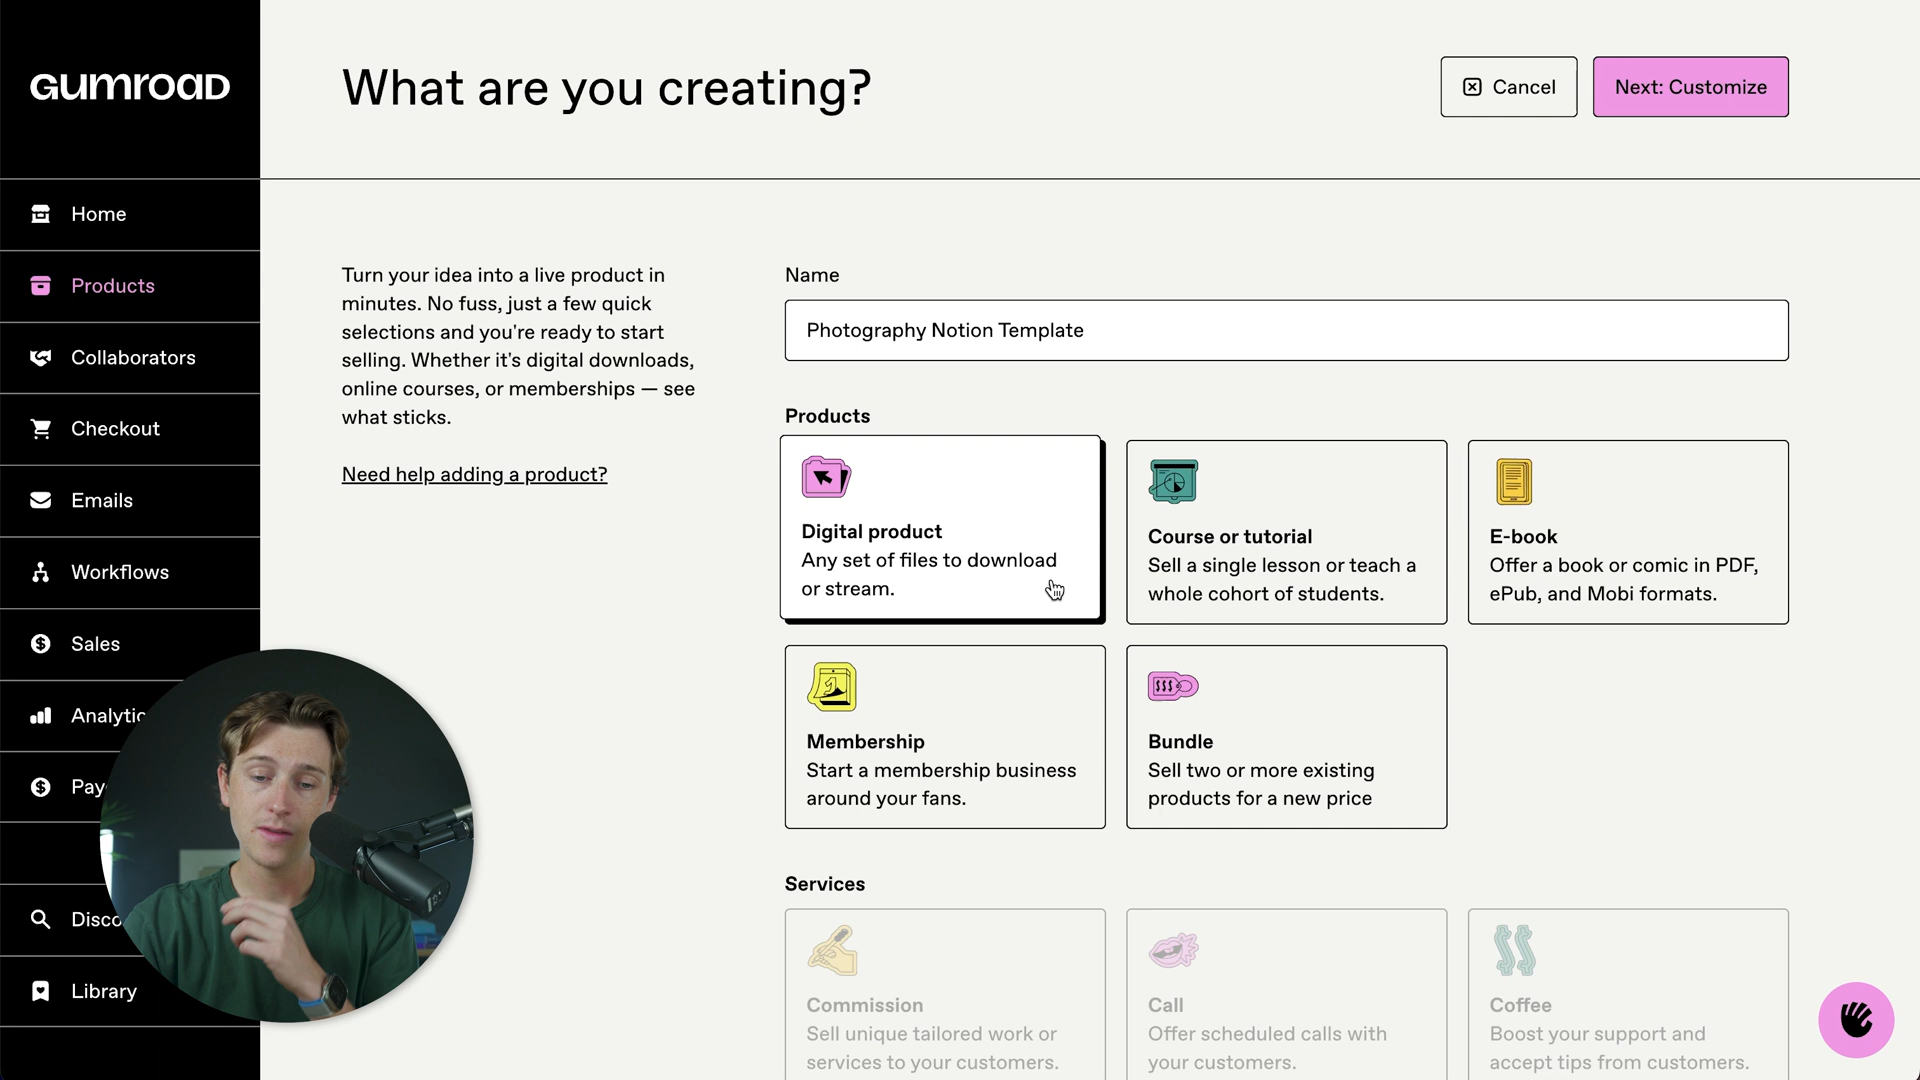 GUMROAD
What are you creating?
Cancel
Next: Customize
Home
Products
Collaborators
Checkout
Emails
Workflows
Sales
Analytic
Pay
Disco
Library
Turn your idea into a live product in
minutes. No fuss, just a few quick
selections and you're ready to start
selling. Whether it's digital downloads,
online courses, or memberships — see
what sticks.
Need help adding a product?
Name
Photography Notion Template
Products
Digital product
Any set of files to download
or stream.
Course or tutorial
Sell a single lesson or teach a
whole cohort of students.
E-book
Offer a book or comic in PDF,
ePub, and Mobi formats.
Membership
Start a membership business
around your fans.
Bundle
Sell two or more existing
products for a new price
Services
Commission
Sell unique tailored work or
services to your customers.
Call
Offer scheduled calls with
your customers.
Coffee
Boost your support and
accept tips from customers.